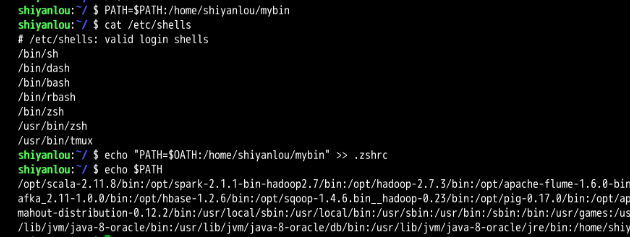 shiyanlou:~/ $ PATH=$PATH:/home/shiyanlou/mybin
shiyanlou:~/ $ cat /etc/shells
# /etc/shells: valid login shells
/bin/sh
/bin/dash
/bin/bash
/bin/rbash
/bin/zsh
/usr/bin/zsh
/usr/bin/tmux
shiyanlou:~/ $ echo "PATH=$OATH:/home/shiyanlou/mybin" >> .zshrc
shiyanlou:~/ $ echo $PATH
/opt/scala-2.11.8/bin:/opt/spark-2.1.1-bin-hadoop2.7/bin:/opt/hadoop-2.7.3/bin:/opt/apache-flume-1.6.0-bin
afka_2.11-1.0.0/bin:/opt/hbase-1.2.6/bin:/opt/sqoop-1.4.6.bin__hadoop-0.23/bin:/opt/pig-0.17.0/bin:/opt/ap
mahout-distribution-0.12.2/bin:/usr/local/sbin:/usr/local/bin:/usr/sbin:/usr/bin:/sbin:/bin:/usr/games:/us
/lib/jvm/java-8-oracle/bin:/usr/lib/jvm/java-8-oracle/db/bin:/usr/lib/jvm/java-8-oracle/jre/bin:/home/shiy